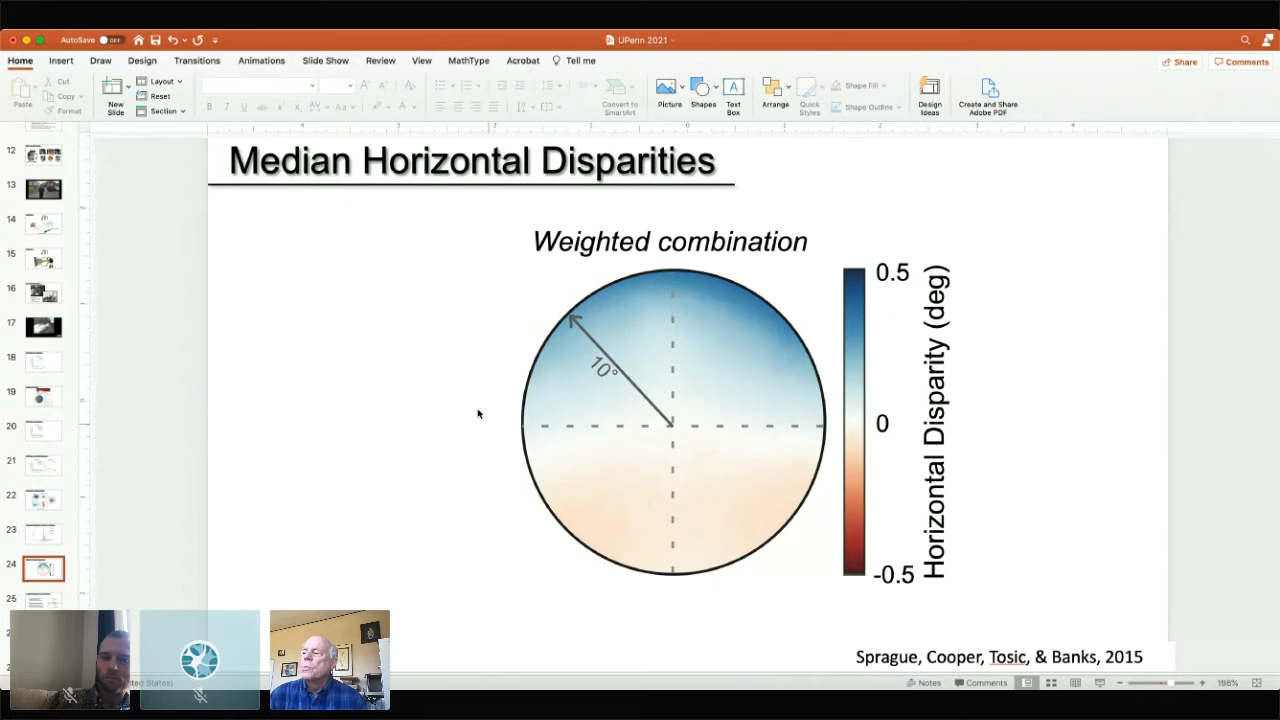 AutoSave OFF
UPenn 2021
Home Insert Draw Design Transitions Animations Slide Show Review View MathType Acrobat Tell me
Share Comments
Paste
Cut
Copy
Format
New Slide
Layout
Reset
Section
Convert to SmartArt
Picture
Shapes
Text Box
Arrange
Quick Styles
Shape Fill
Shape Outline
Design Ideas
Create and Share Adobe PDF
12
13
14
15
16
17
18
19
20
21
22
23
24
25
Median Horizontal Disparities
Weighted combination
10°
0.5
0
-0.5
Horizontal Disparity (deg)
Sprague, Cooper, Tosic, & Banks, 2015
States)
Notes Comments 198%